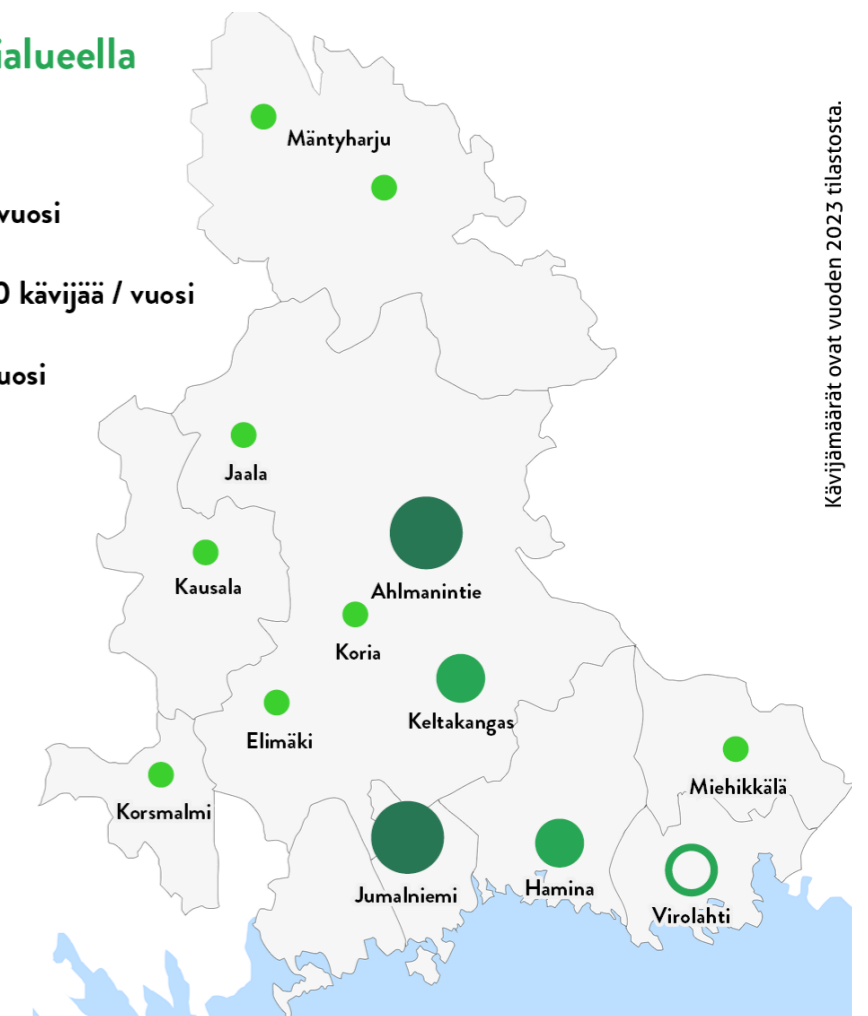 ialueella
vuosi
0 kävijää / vuosi
uosi
Kävijämäärät ovat vuoden 2023 tilastosta.
Mäntyharju
Jaala
Kausala
Ahlmanintie
Koria
Keltakangas
Elimäki
Miehikkälä
Korsmalmi
Jumalniemi
Hamina
Virolahti